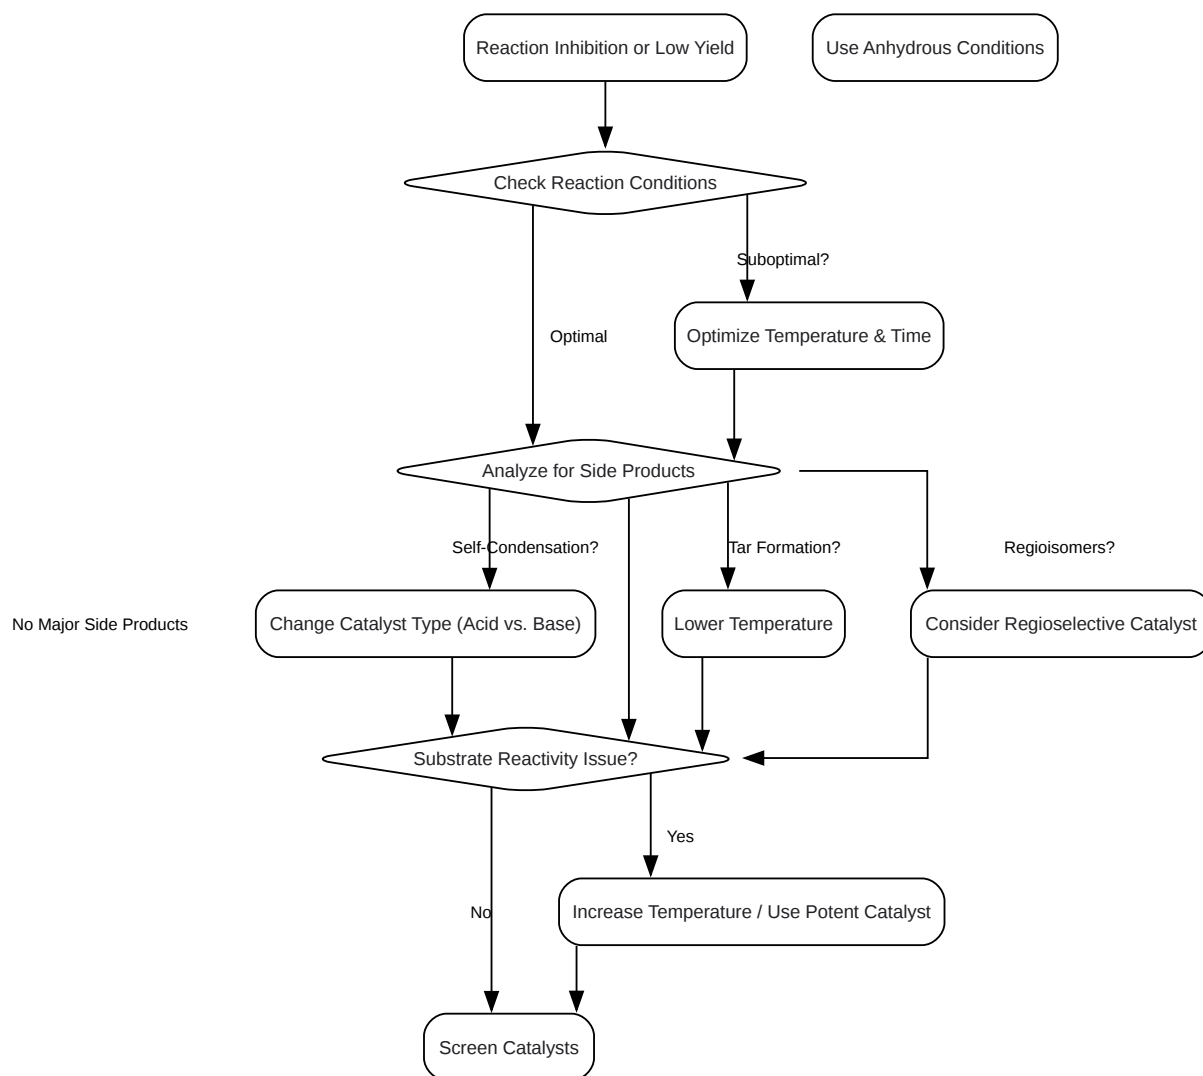 Reaction Inhibition or Low Yield
Use Anhydrous Conditions
Check Reaction Conditions
Suboptimal?
Optimal
Optimize Temperature & Time
Analyze for Side Products
Self-Condensation?
Tar Formation?
Regioisomers?
No Major Side Products
Change Catalyst Type (Acid vs. Base)
Lower Temperature
Consider Regioselective Catalyst
Substrate Reactivity Issue?
Yes
No
Increase Temperature / Use Potent Catalyst
Screen Catalysts